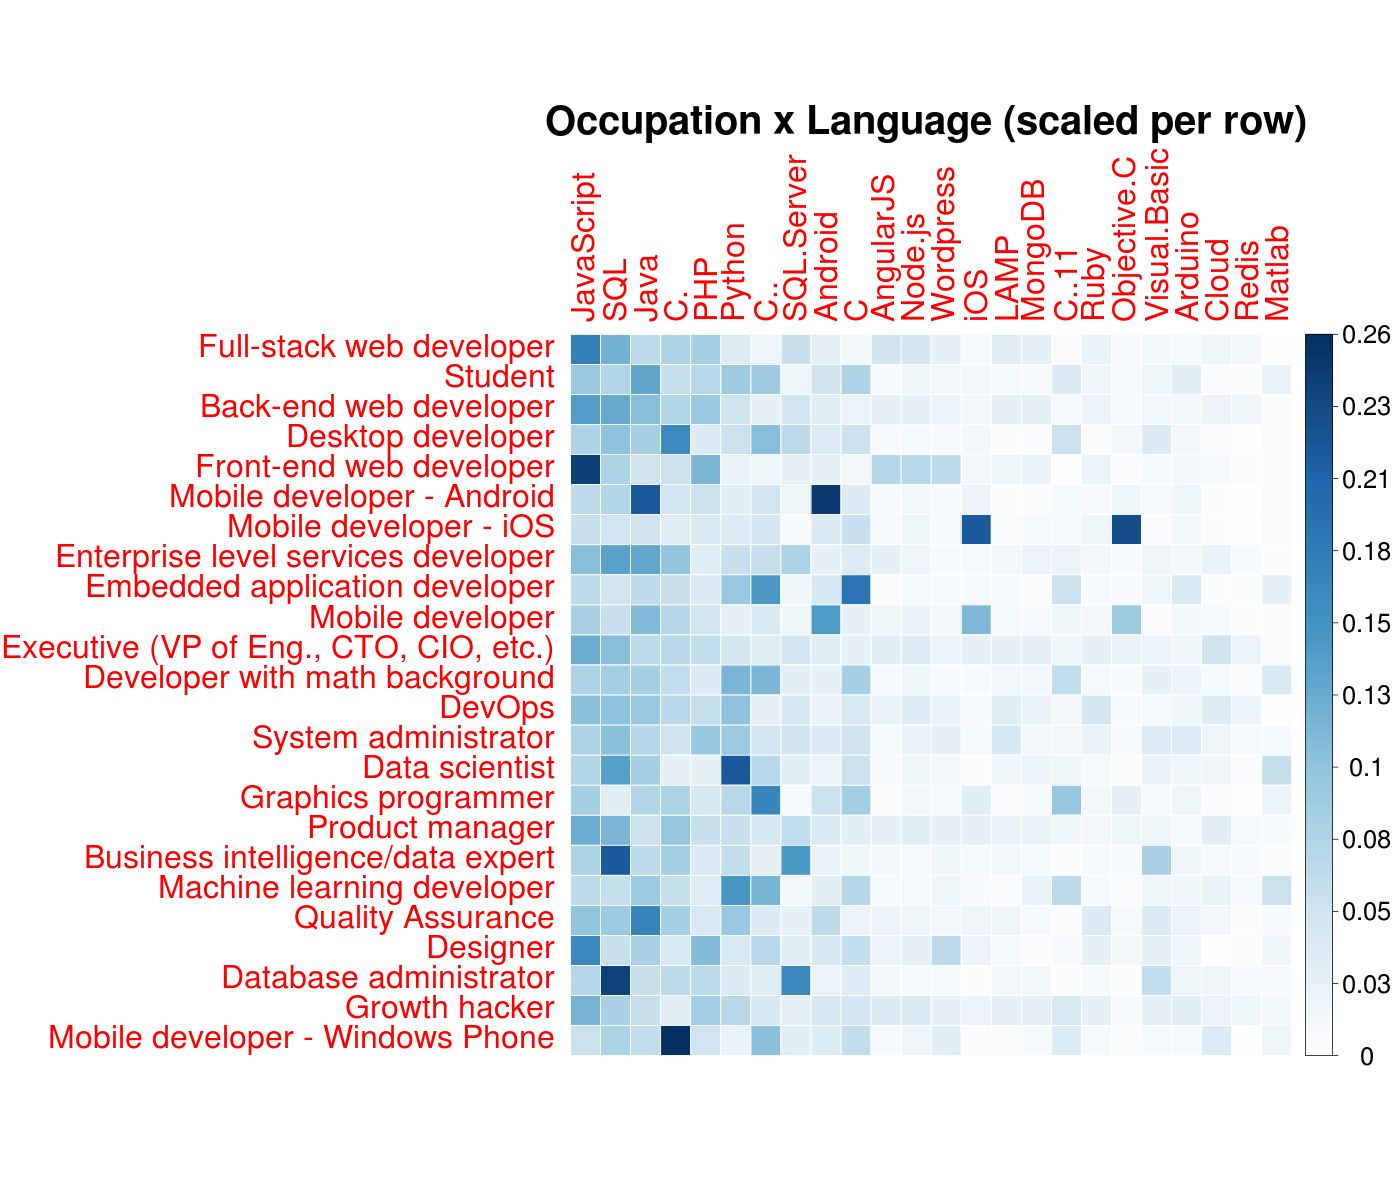 Occupation x Language (scaled per row)
JavaScript
SQL
Java
C.
PHP
Python
C..
SQL.Server
Android
C
AngularJS
Node.js
Wordpress
iOS
LAMP
MongoDB
C..11
Ruby
Objective.C
Visual.Basic
Arduino
Cloud
Redis
Matlab
Full-stack web developer
Student
Back-end web developer
Desktop developer
Front-end web developer
Mobile developer - Android
Mobile developer - iOS
Enterprise level services developer
Embedded application developer
Mobile developer
Executive (VP of Eng., CTO, CIO, etc.)
Developer with math background
DevOps
System administrator
Data scientist
Graphics programmer
Product manager
Business intelligence/data expert
Machine learning developer
Quality Assurance
Designer
Database administrator
Growth hacker
Mobile developer - Windows Phone
0.26
0.23
0.21
0.18
0.15
0.13
0.1
0.08
0.05
0.03
0